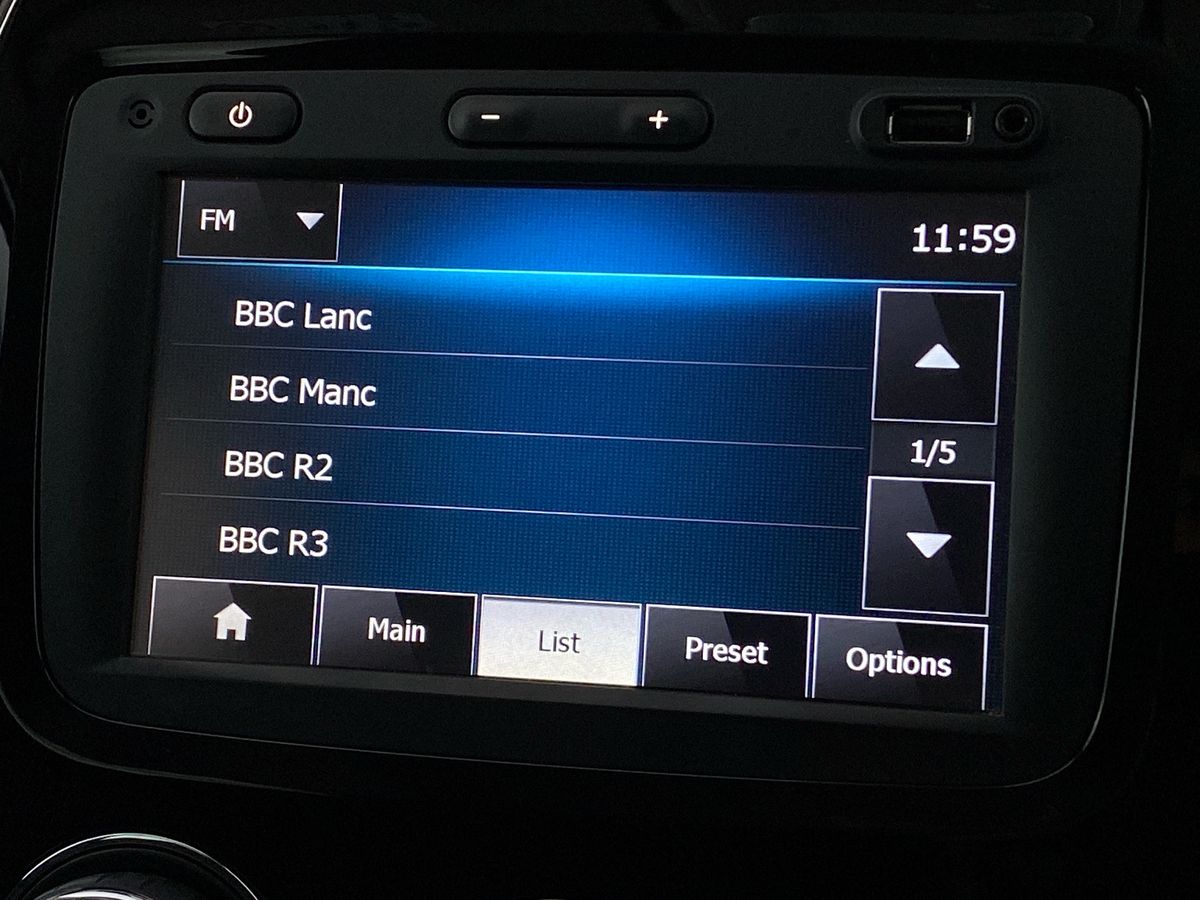 FM
11:59
BBC Lanc
BBC Manc
1/5
BBC R2
BBC R3
Main
List
Preset
Options